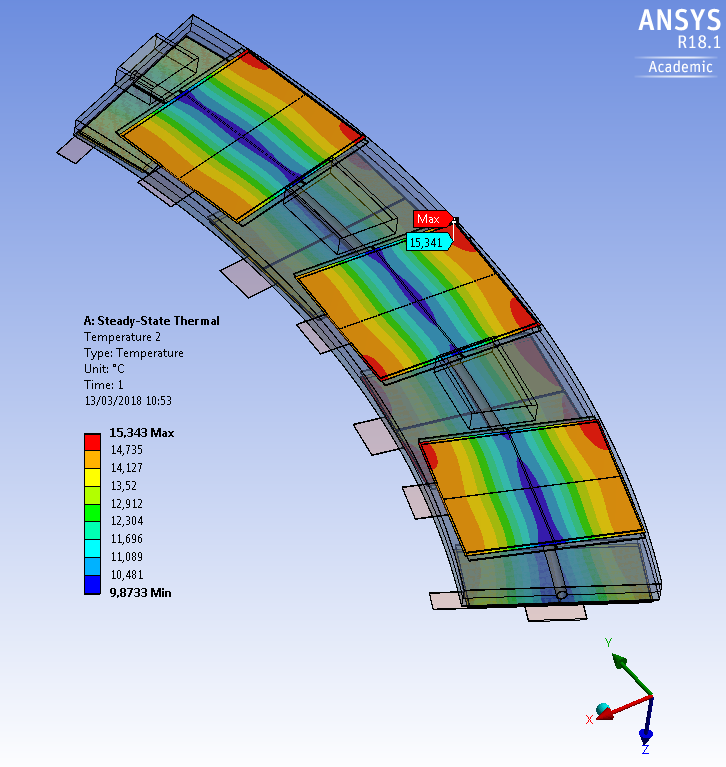 ANSYS
R18.1
Academic
Max
15,341
A: Steady-State Thermal
Temperature 2
Type: Temperature
Unit: °C
Time: 1
13/03/2018 10:53
15,343 Max
14,735
14,127
13,52
12,912
12,304
11,696
11,089
10,481
9,8733 Min
Y
X
Z